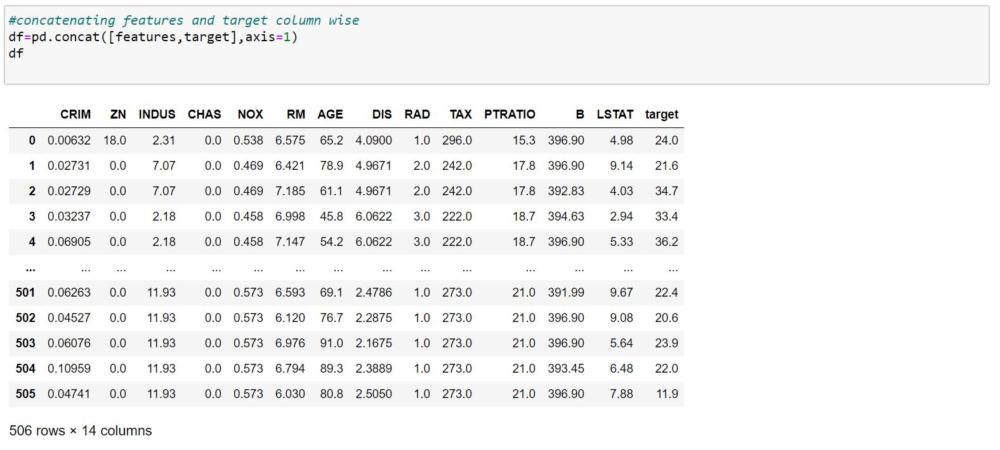 #concatenating features and target column wise
df=pd.concat([features,target],axis=1)
df
CRIM ZN INDUS CHAS NOX RM AGE DIS RAD TAX PTRATIO B LSTAT target
0 0.00632 18.0 2.31 0.0 0.538 6.575 65.2 4.0900 1.0 296.0 15.3 396.90 4.98 24.0
1 0.02731 0.0 7.07 0.0 0.469 6.421 78.9 4.9671 2.0 242.0 17.8 396.90 9.14 21.6
2 0.02729 0.0 7.07 0.0 0.469 7.185 61.1 4.9671 2.0 242.0 17.8 392.83 4.03 34.7
3 0.03237 0.0 2.18 0.0 0.458 6.998 45.8 6.0622 3.0 222.0 18.7 394.63 2.94 33.4
4 0.06905 0.0 2.18 0.0 0.458 7.147 54.2 6.0622 3.0 222.0 18.7 396.90 5.33 36.2
... ... ... ... ... ... ... ... ... ... ... ... ... ... ...
501 0.06263 0.0 11.93 0.0 0.573 6.593 69.1 2.4786 1.0 273.0 21.0 391.99 9.67 22.4
502 0.04527 0.0 11.93 0.0 0.573 6.120 76.7 2.2875 1.0 273.0 21.0 396.90 9.08 20.6
503 0.06076 0.0 11.93 0.0 0.573 6.976 91.0 2.1675 1.0 273.0 21.0 396.90 5.64 23.9
504 0.10959 0.0 11.93 0.0 0.573 6.794 89.3 2.3889 1.0 273.0 21.0 393.45 6.48 22.0
505 0.04741 0.0 11.93 0.0 0.573 6.030 80.8 2.5050 1.0 273.0 21.0 396.90 7.88 11.9
506 rows × 14 columns